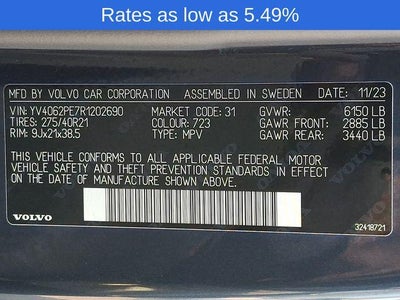 Rates as low as 5.49%
MFD BY VOLVO CAR CORPORATION ASSEMBLED IN SWEDEN 11/23
VIN: YV4062PE7R1202690 MARKET CODE: 31 GVWR: 6150 LB
TIRES: 275/40R21 COLOUR: 723 GAWR FRONT: 2885 LB
RIM: 9Jx21x38.5 TYPE: MPV GAWR REAR: 3440 LB
THIS VEHICLE CONFORMS TO ALL APPLICABLE FEDERAL MOTOR
VEHICLE SAFETY AND THEFT PREVENTION STANDARDS IN EFFECT
ON THE DATE OF MANUFACTURE SHOWN ABOVE.
VOLVO 32418721